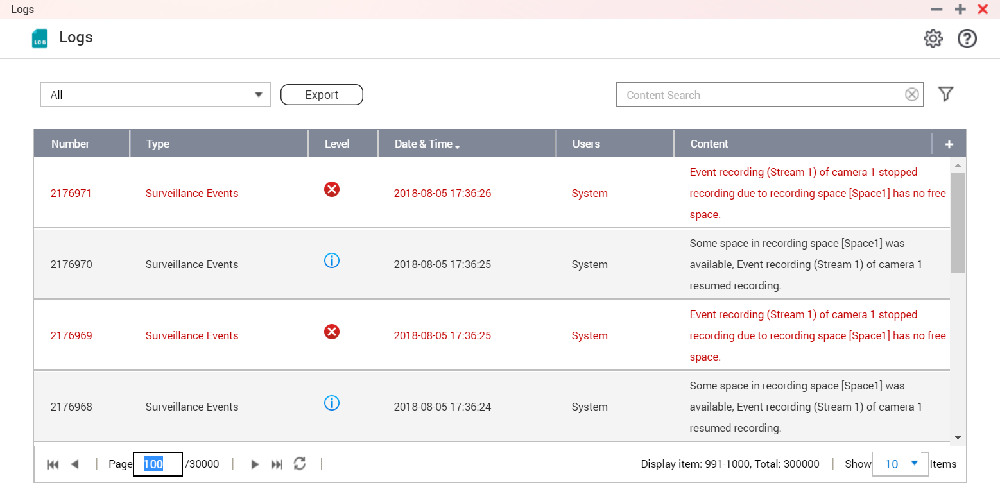 Logs
LOG
Logs
All
Export
Content Search
Number Type Level Date & Time Users Content +
Event recording (Stream 1) of camera 1 stopped
2176971 Surveillance Events 2018-08-05 17:36:26 System recording due to recording space [Space1] has no free
space.
Some space in recording space [Space1] was
2176970 Surveillance Events 2018-08-05 17:36:25 System available, Event recording (Stream 1) of camera 1
resumed recording.
Event recording (Stream 1) of camera 1 stopped
2176969 Surveillance Events 2018-08-05 17:36:25 System recording due to recording space [Space1] has no free
space.
Some space in recording space [Space1] was
2176968 Surveillance Events 2018-08-05 17:36:24 System available, Event recording (Stream 1) of camera 1
resumed recording.
Page 100 /30000 Display item: 991-1000, Total: 300000 Show 10 Items